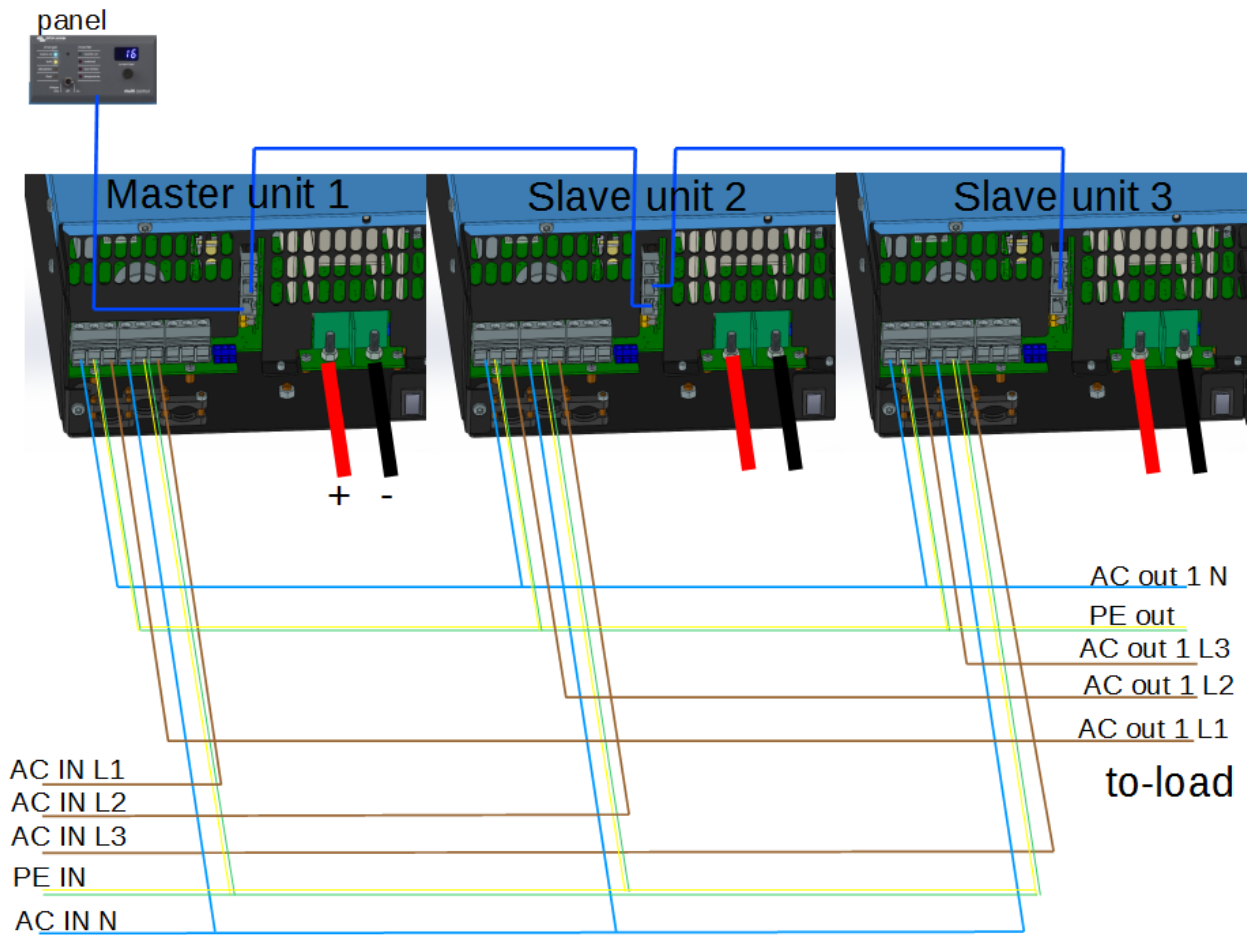 panel
16
Master unit 1
Slave unit 2
Slave unit 3
+ -
AC out 1 N
PE out
AC out 1 L3
AC out 1 L2
AC out 1 L1
to-load
AC IN L1
AC IN L2
AC IN L3
PE IN
AC IN N